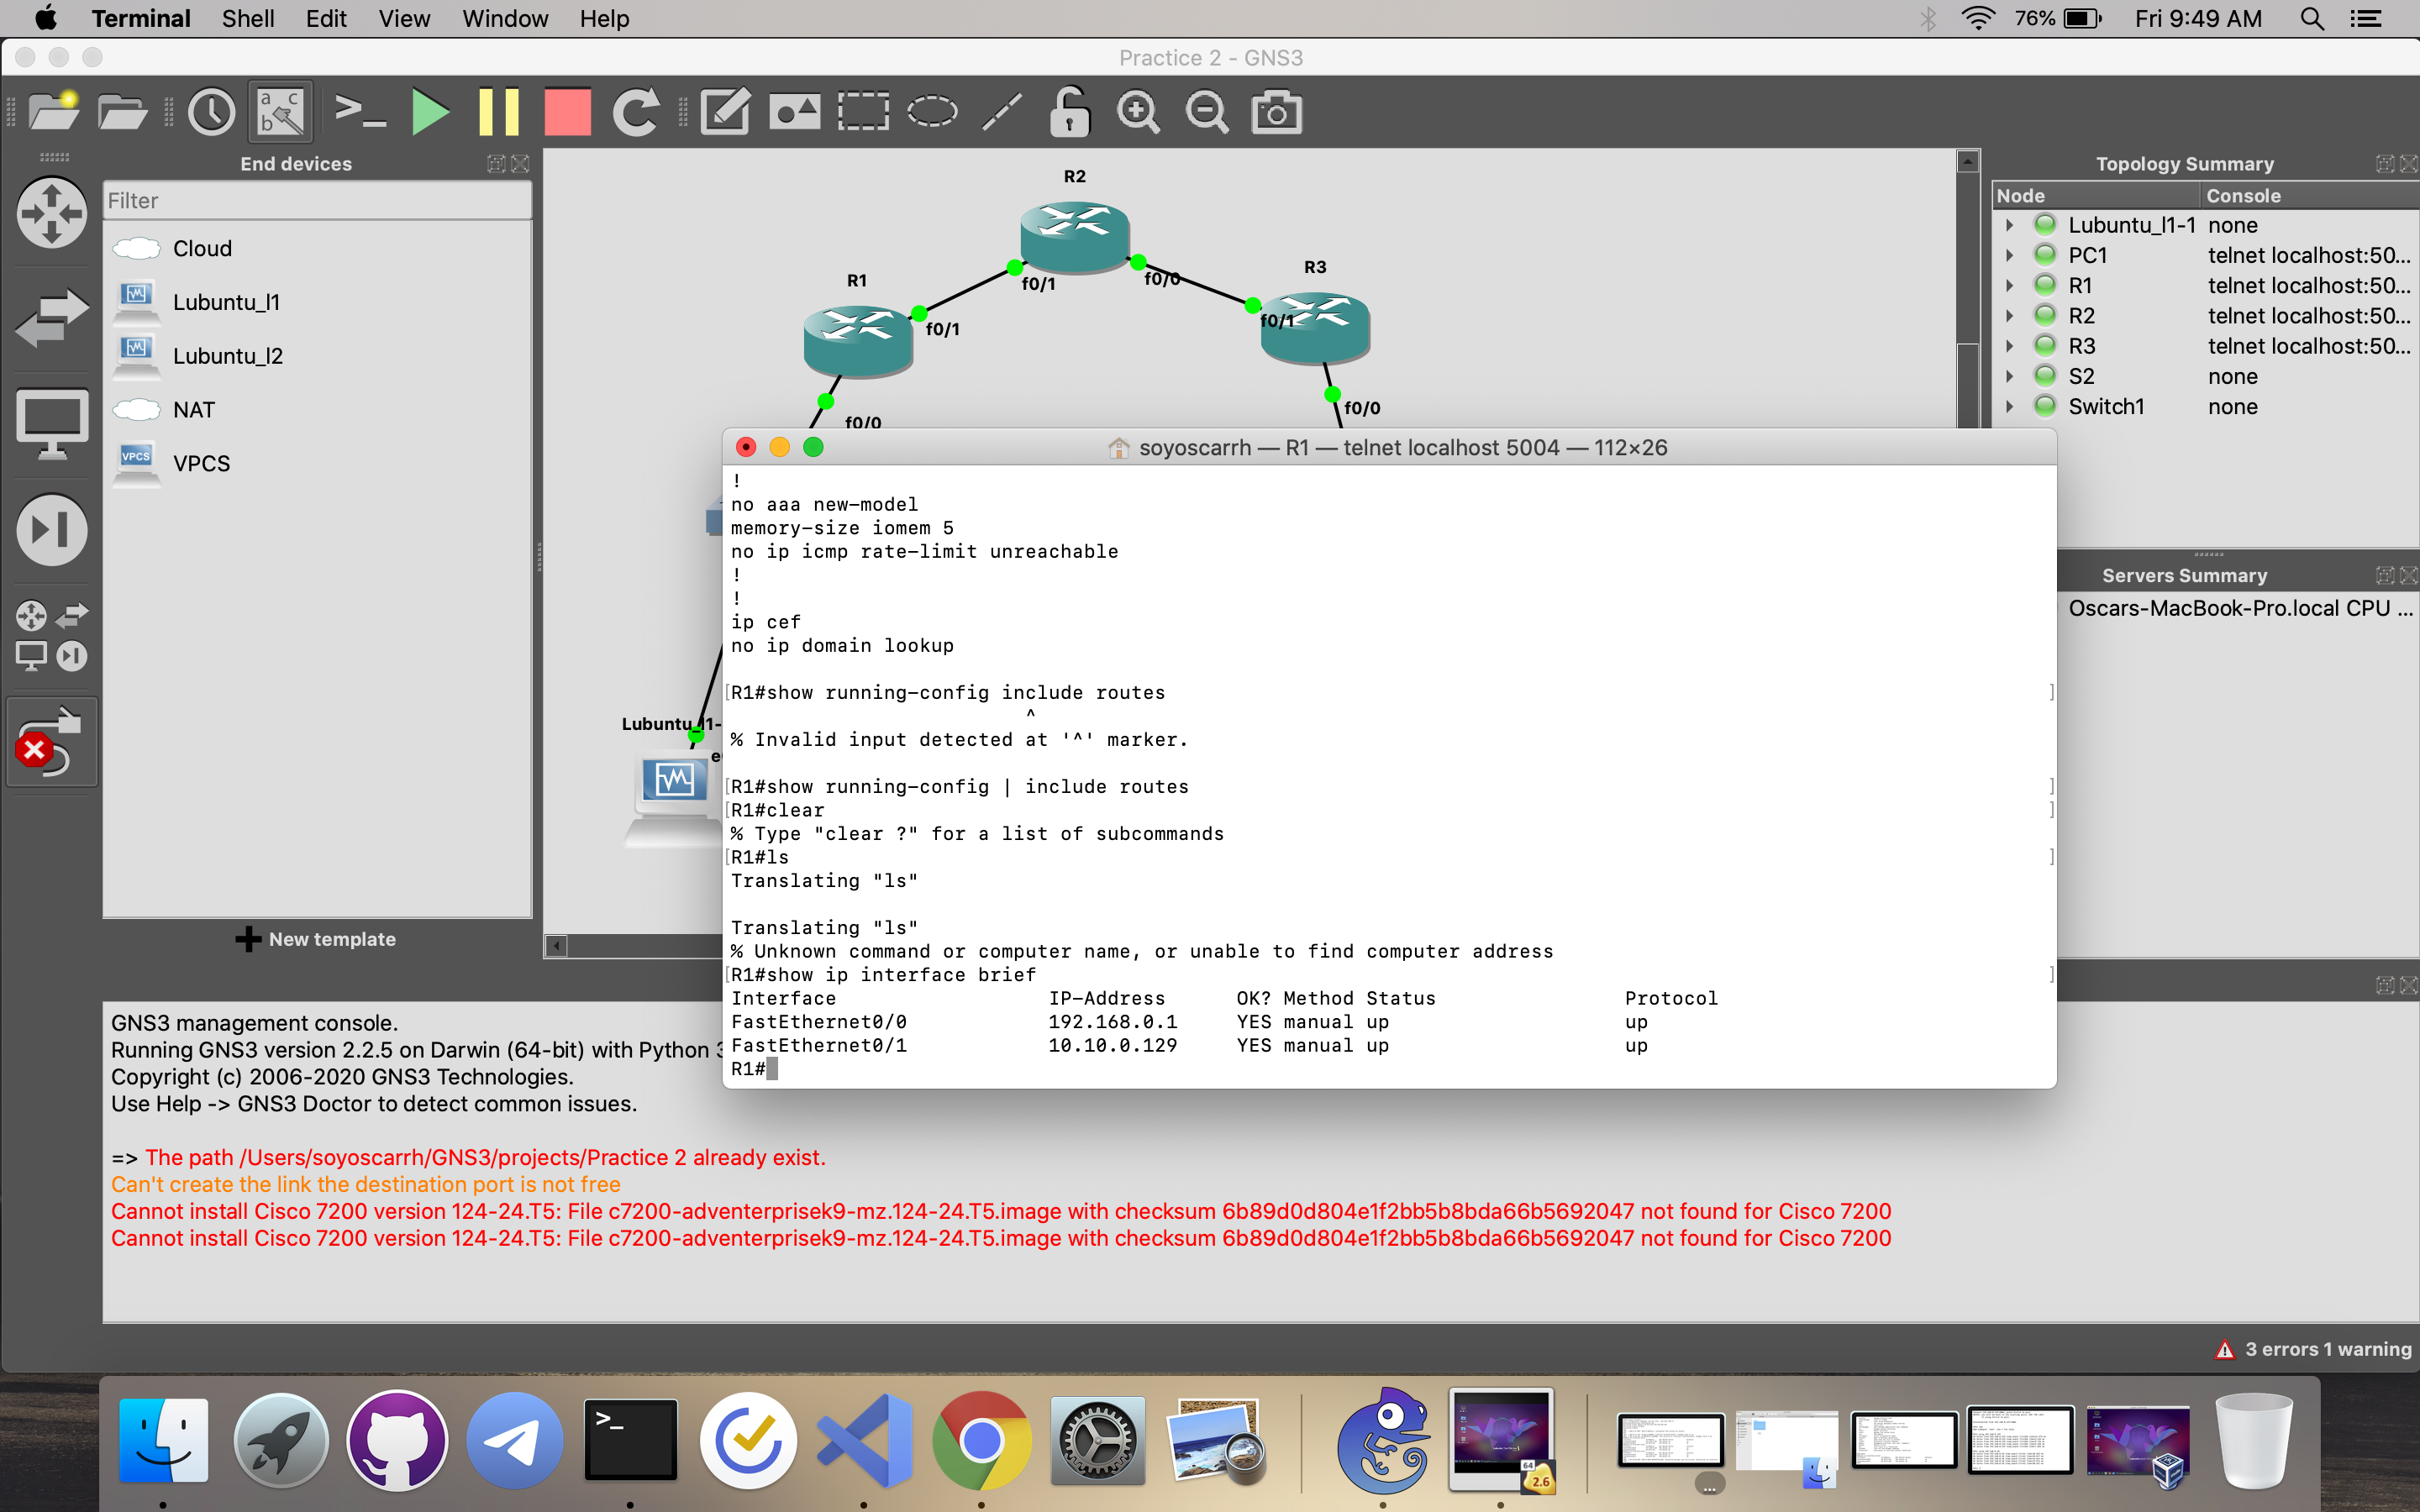 Terminal Shell Edit View Window Help 76% Fri 9:49 AM
Practice 2 - GNS3
End devices
Filter
Cloud
Lubuntu_l1
Lubuntu_l2
NAT
VPCS
New template
R2
R1
R3
f0/1
f0/0
f0/1
f0/1
f0/0
f0/0
Lubuntu_l1-
Topology Summary
Node Console
Lubuntu_l1-1 none
PC1 telnet localhost:50...
R1 telnet localhost:50...
R2 telnet localhost:50...
R3 telnet localhost:50...
S2 none
Switch1 none
Servers Summary
Oscars-MacBook-Pro.local CPU ...
soyoscarrh — R1 — telnet localhost 5004 — 112×26
!
no aaa new-model
memory-size iomem 5
no ip icmp rate-limit unreachable
!
!
ip cef
no ip domain lookup
[R1#show running-config include routes ]
^
% Invalid input detected at '^' marker.
[R1#show running-config | include routes ]
[R1#clear ]
% Type "clear ?" for a list of subcommands
[R1#ls ]
Translating "ls"
Translating "ls"
% Unknown command or computer name, or unable to find computer address
[R1#show ip interface brief ]
Interface IP-Address OK? Method Status Protocol
FastEthernet0/0 192.168.0.1 YES manual up up
FastEthernet0/1 10.10.0.129 YES manual up up
R1#
GNS3 management console.
Running GNS3 version 2.2.5 on Darwin (64-bit) with Python
Copyright (c) 2006-2020 GNS3 Technologies.
Use Help -> GNS3 Doctor to detect common issues.
=> The path /Users/soyoscarrh/GNS3/projects/Practice 2 already exist.
Can't create the link the destination port is not free
Cannot install Cisco 7200 version 124-24.T5: File c7200-adventerprisek9-mz.124-24.T5.image with checksum 6b89d0d804e1f2bb5b8bda66b5692047 not found for Cisco 7200
Cannot install Cisco 7200 version 124-24.T5: File c7200-adventerprisek9-mz.124-24.T5.image with checksum 6b89d0d804e1f2bb5b8bda66b5692047 not found for Cisco 7200
3 errors 1 warning